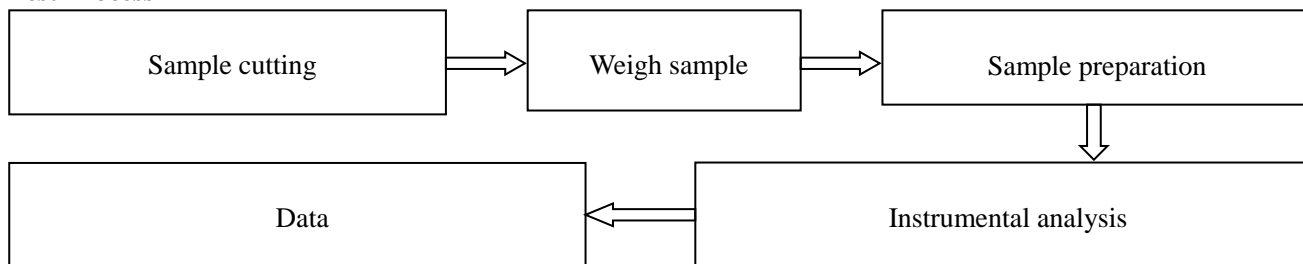 Sample cutting
Weigh sample
Sample preparation
Instrumental analysis
Data